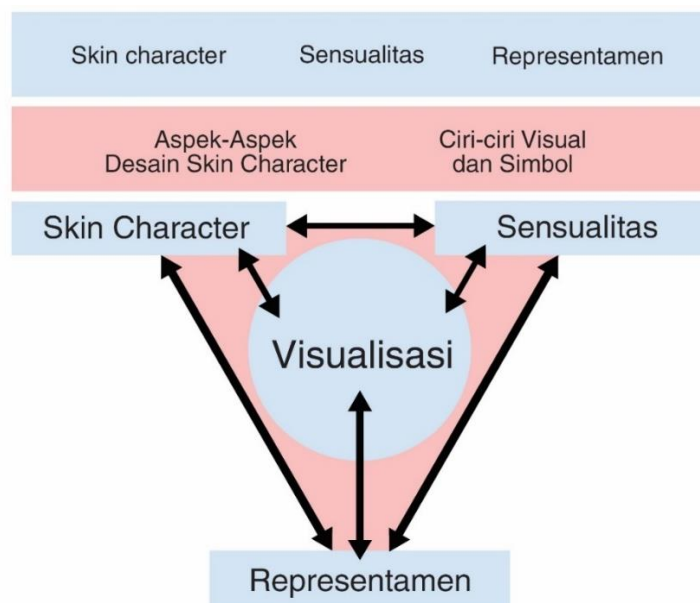 Skin character Sensualitas Representamen
Aspek-Aspek
Desain Skin Character
Ciri-ciri Visual
dan Simbol
Skin Character
Sensualitas
Visualisasi
Representamen